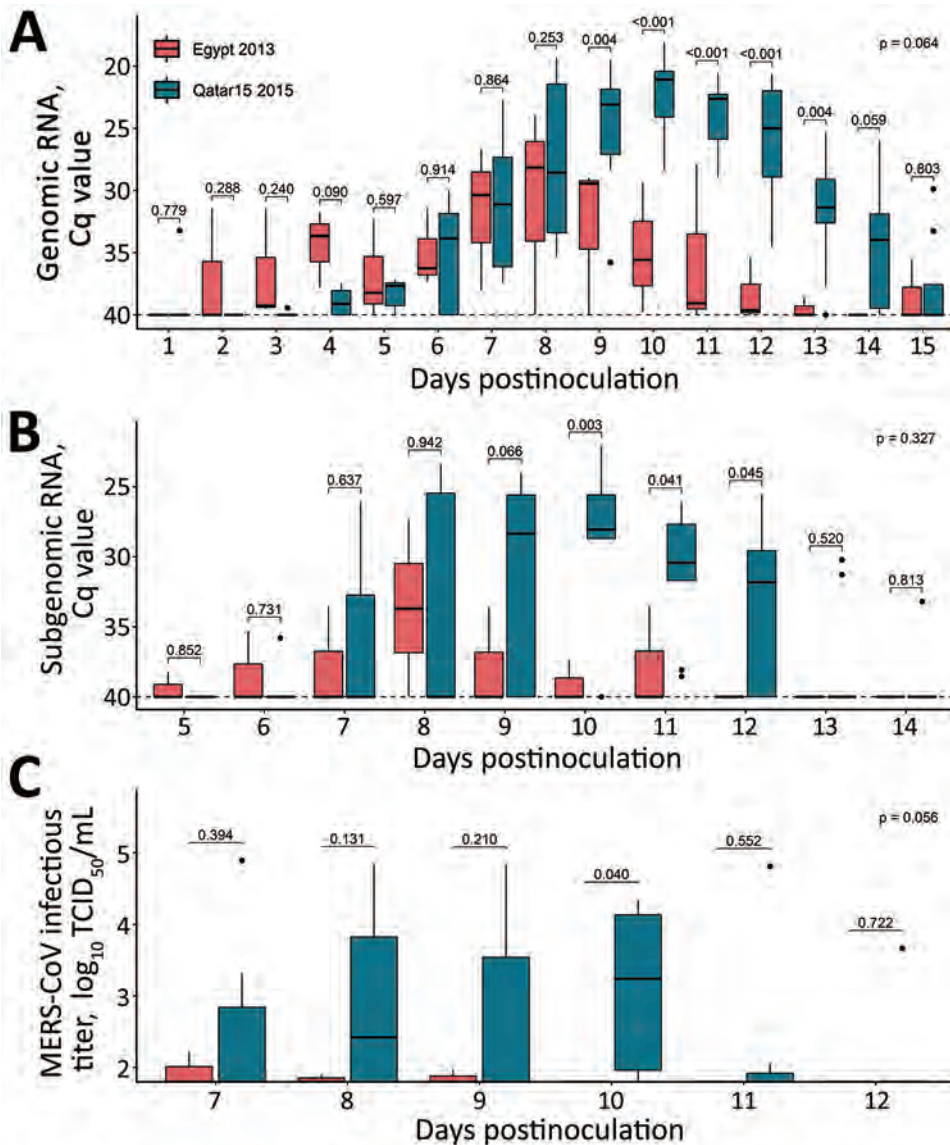 A
Genomic RNA,
Cq value
Egypt 2013
Qatar15 2015
p = 0.064
20
25
30
35
40
0.779
0.288
0.240
0.090
0.597
0.914
0.864
0.253
0.004
<0.001
<0.001
<0.001
0.004
0.059
0.803
1 2 3 4 5 6 7 8 9 10 11 12 13 14 15
Days postinoculation
B
Subgenomic RNA,
Cq value
p = 0.327
25
30
35
40
0.852
0.731
0.637
0.942
0.066
0.003
0.041
0.045
0.520
0.813
5 6 7 8 9 10 11 12 13 14
Days postinoculation
C
MERS-CoV infectious
titer, log10 TCID50/mL
p = 0.056
5
4
3
2
0.394
0.131
0.210
0.040
0.552
0.722
7 8 9 10 11 12
Days postinoculation